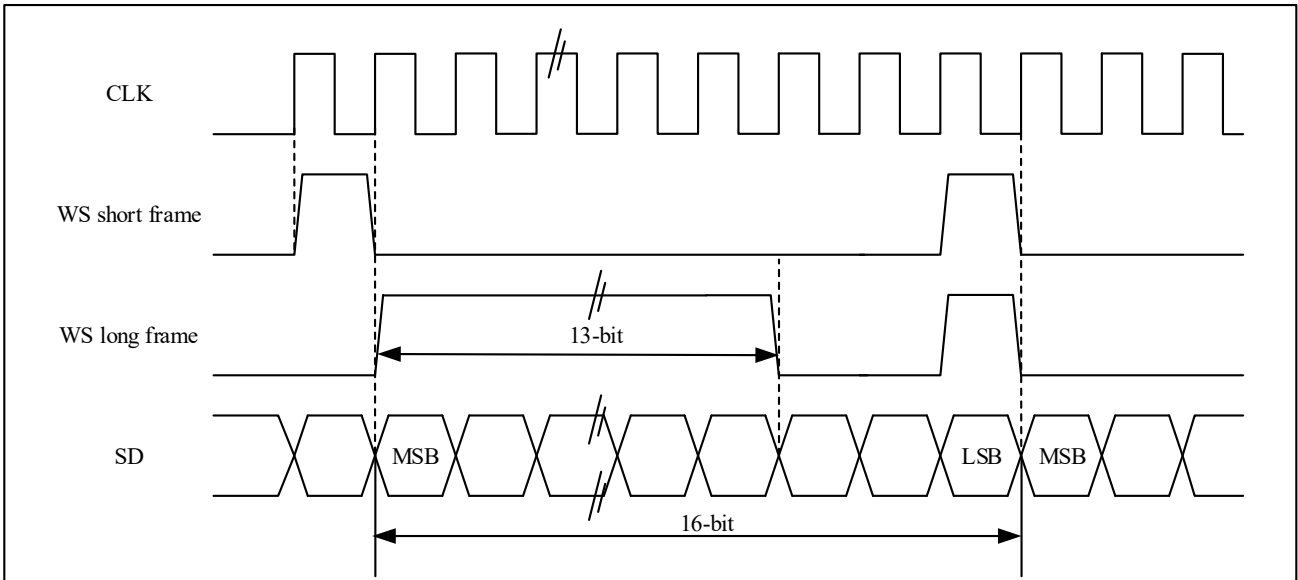 CLK
WS short frame
WS long frame
13-bit
SD
MSB
LSB
MSB
16-bit